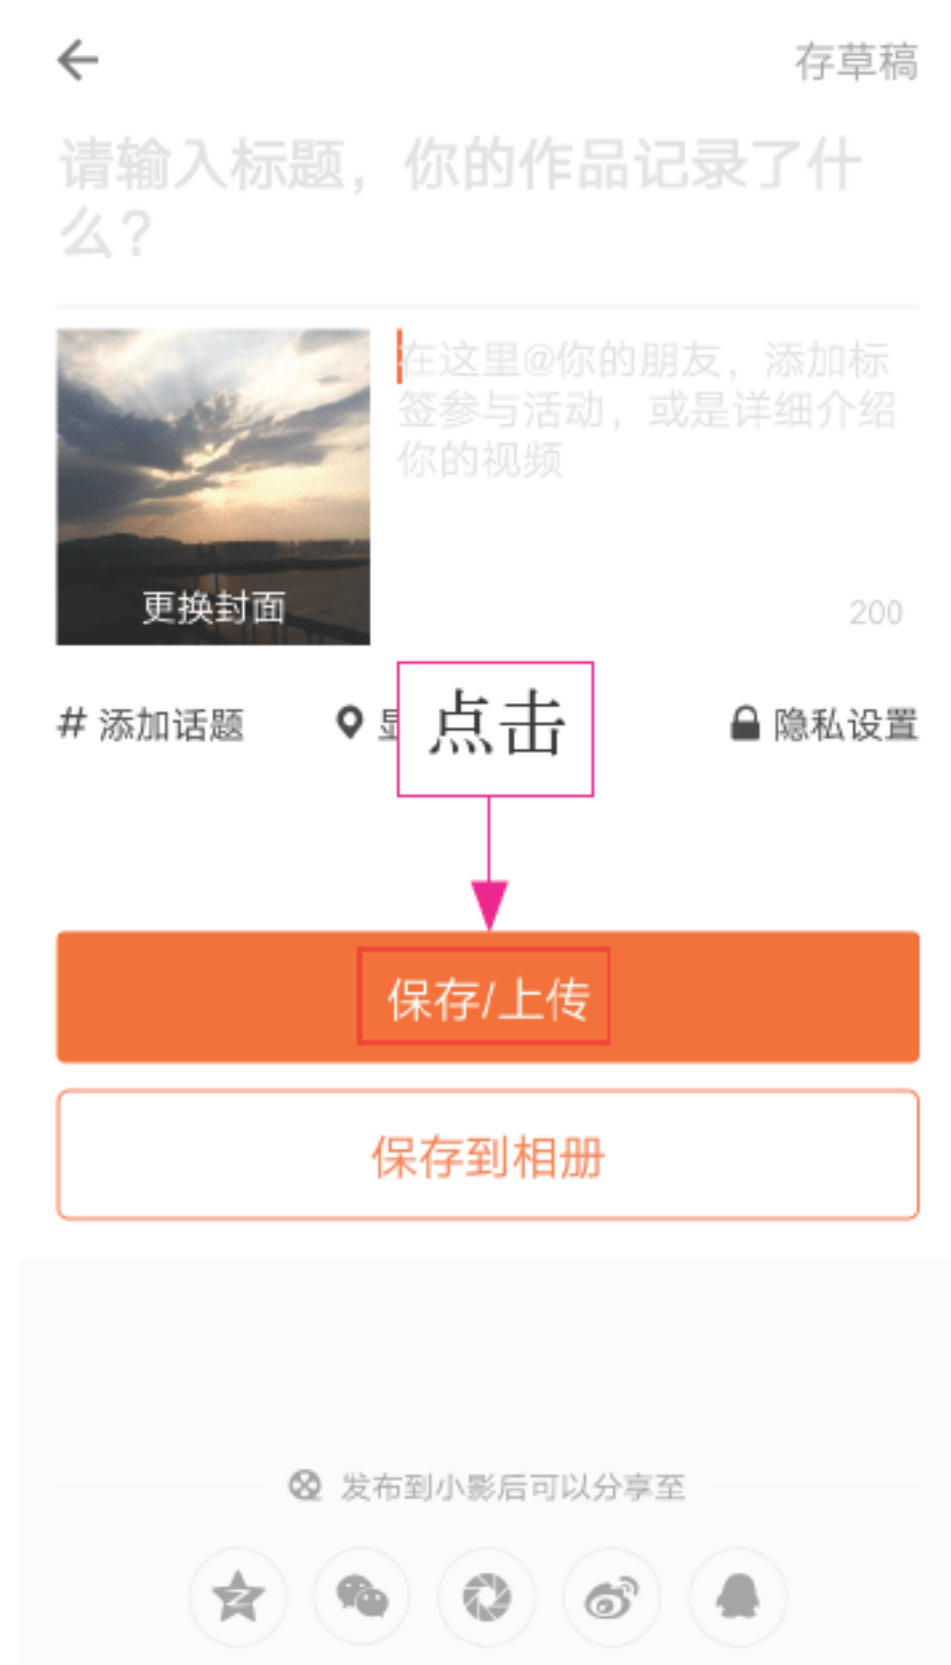 存草稿
请输入标题，你的作品记录了什
么？
在这里@你的朋友，添加标
签参与活动，或是详细介绍
你的视频
更换封面
200
# 添加话题
点击
隐私设置
保存/上传
保存到相册
发布到小影后可以分享至